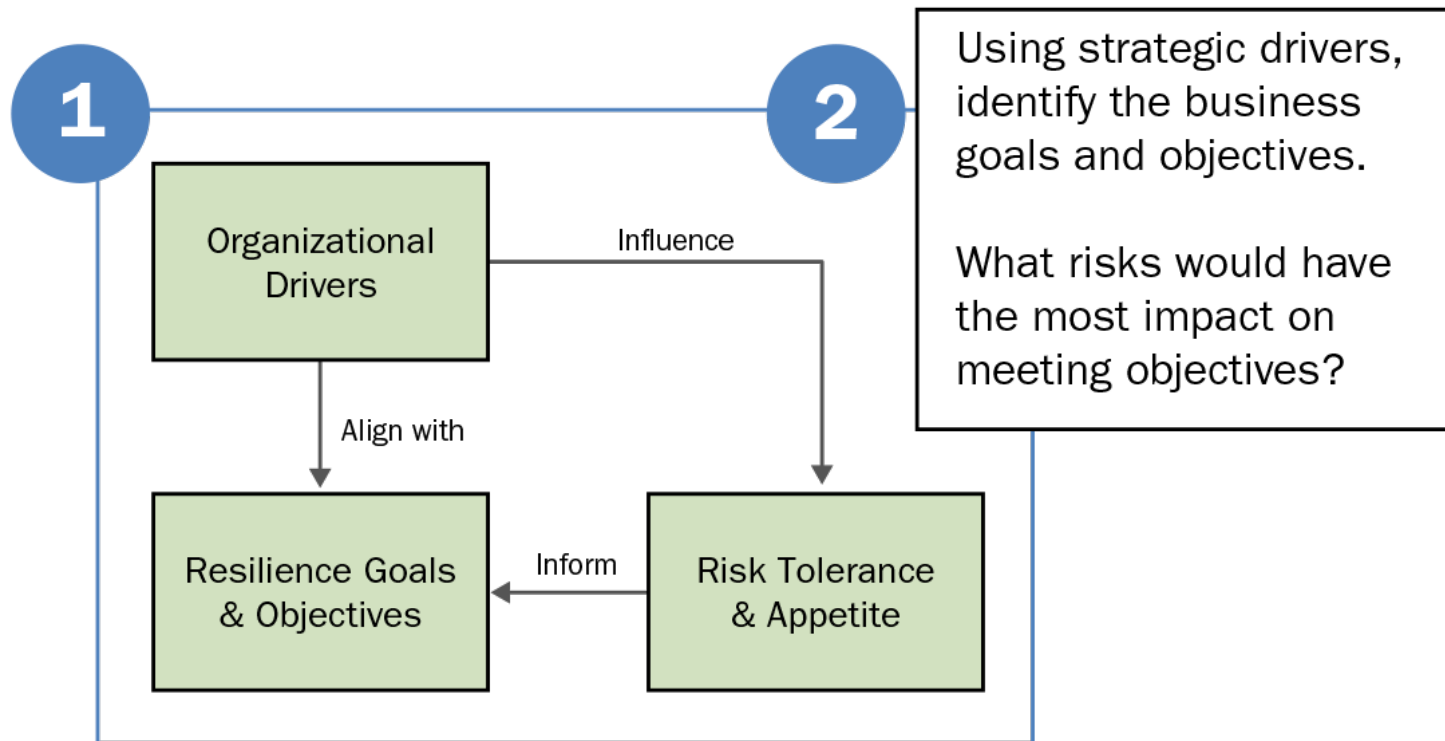 1
2
Using strategic drivers,
identify the business
goals and objectives.
What risks would have
the most impact on
meeting objectives?
Organizational
Drivers
Influence
Align with
Resilience Goals
& Objectives
Inform
Risk Tolerance
& Appetite